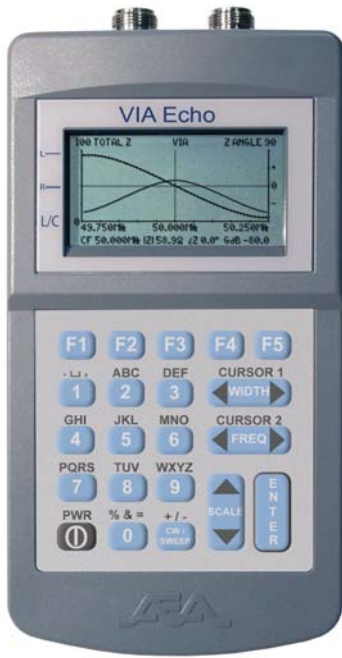 VIA Echo
100 TOTAL Z VIA Z ANGLE 90
L
+
R
0
-
L/C
0
49.750MHz 50.000MHz 50.250MHz
CF 50.000MHz |Z|58.9Ω ∠Z 0.0° GdB -80.0
F1 F2 F3 F4 F5
.⎵, ABC DEF CURSOR 1
1 2 3 WIDTH
GHI JKL MNO CURSOR 2
4 5 6 FREQ
PQRS TUV WXYZ
7 8 9 SCALE ENTER
PWR % & = + / -
0 CW / SWEEP
AEA